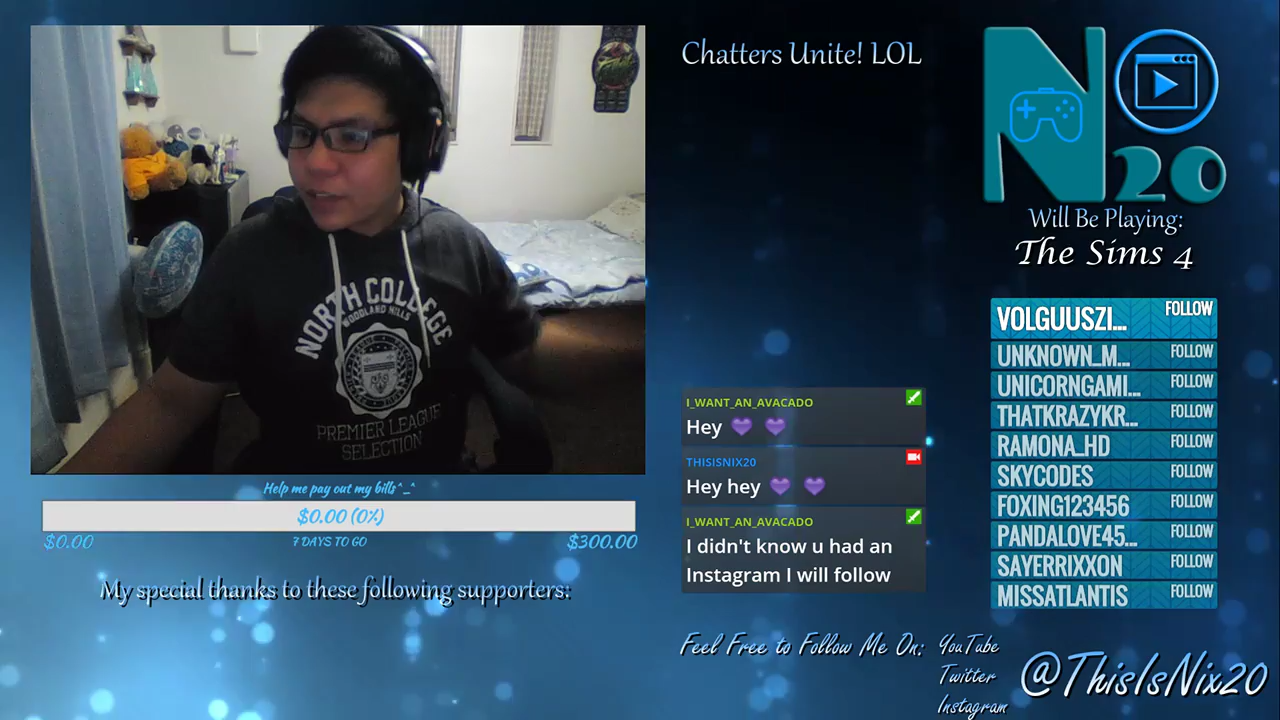 Chatters Unite! LOL
N
20
Will Be Playing:
The Sims 4
NORTH COLLEGE
WOODLAND HILLS
PREMIER LEAGUE
SELECTION
VOLGUUSZI... FOLLOW
UNKNOWN_M... FOLLOW
UNICORNGAMI... FOLLOW
THATKRAZYKR... FOLLOW
RAMONA_HD FOLLOW
SKYCODES FOLLOW
FOXING123456 FOLLOW
PANDALOVE45... FOLLOW
SAYERRIXXON FOLLOW
MISSATLANTIS FOLLOW
I_WANT_AN_AVACADO
Hey 💜 💜
THISISNIX20
Hey hey 💜 💜
I_WANT_AN_AVACADO
I didn't know u had an
Instagram I will follow
Help me pay out my bills^_^
$0.00 (0%)
$0.00 7 DAYS TO GO $300.00
My special thanks to these following supporters:
Feel Free to Follow Me On:
YouTube
Twitter
Instagram
@ThisIsNix20